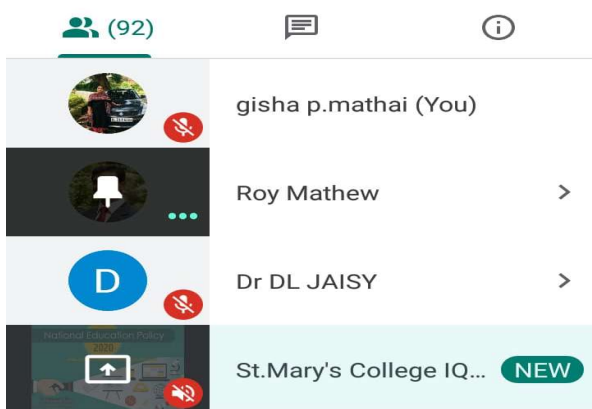 (92)
gisha p.mathai (You)
Roy Mathew
D
Dr DL JAISY
National Education Policy
2020
St.Mary's College IQ... NEW